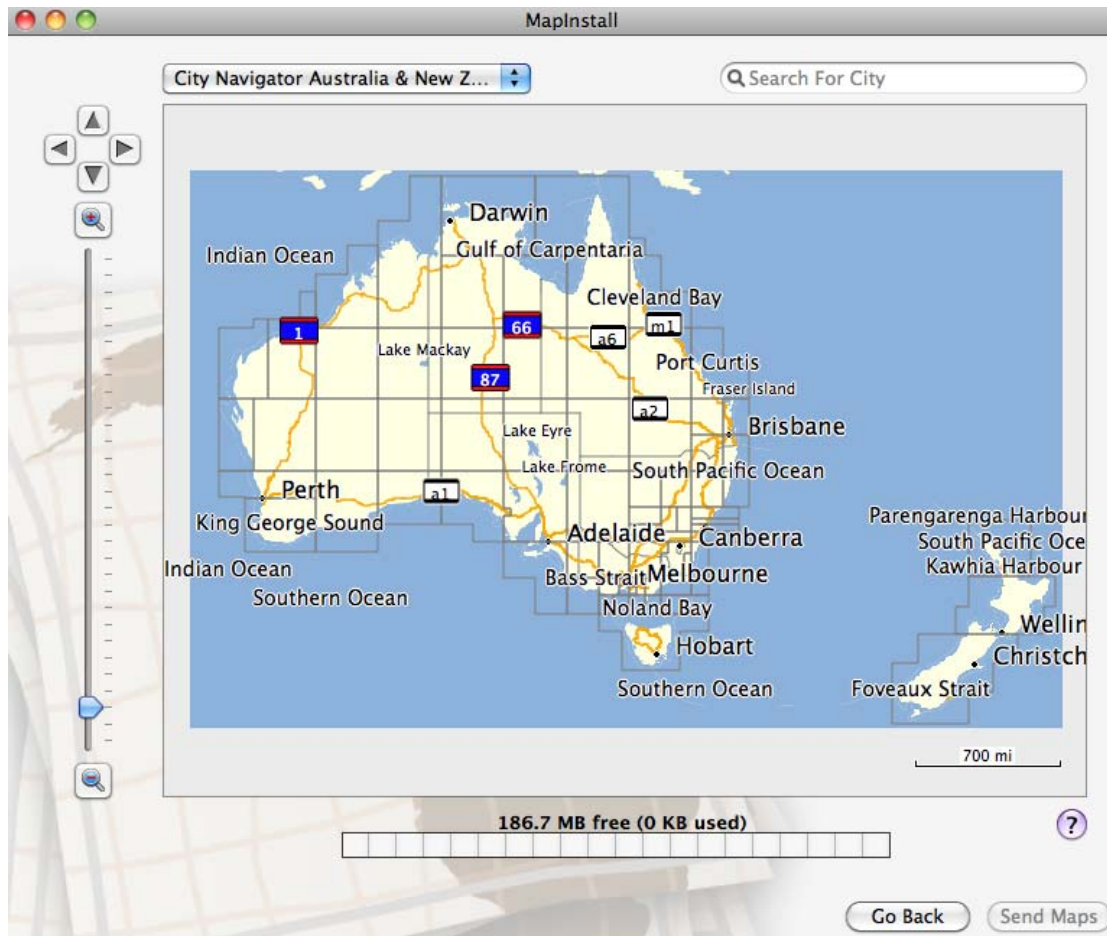 MapInstall
City Navigator Australia & New Z...
Search For City
Darwin
Indian Ocean
Gulf of Carpentaria
Cleveland Bay
1
66
a6
m1
Lake Mackay
Port Curtis
87
Fraser Island
a2
Lake Eyre
Brisbane
Lake Frome
South Pacific Ocean
Perth
a1
King George Sound
Adelaide
Canberra
Parengarenga Harbour
South Pacific Oce
Kawhia Harbour
Indian Ocean
Bass Strait
Melbourne
Southern Ocean
Noland Bay
Wellin
Hobart
Christch
Southern Ocean
Foveaux Strait
700 mi
186.7 MB free (0 KB used)
?
Go Back
Send Maps